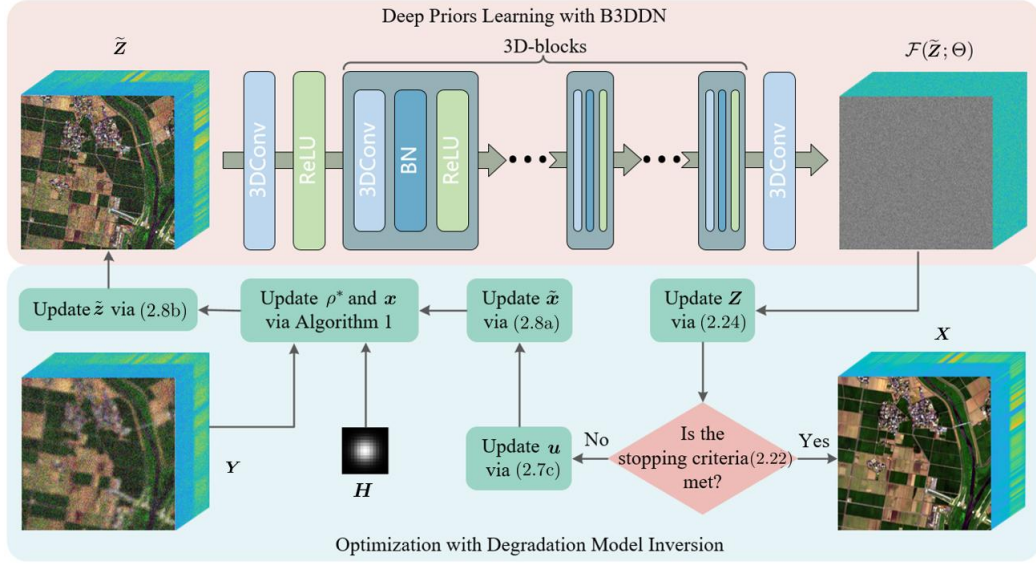 Deep Priors Learning with B3DDN
Z̃
3D-blocks
F(Z̃; Θ)
3DConv
ReLU
3DConv
BN
ReLU
3DConv
Update z̃ via (2.8b)
Update ρ* and x
via Algorithm 1
Update x̃
via (2.8a)
Update Z
via (2.24)
X
Y
H
Update u
via (2.7c)
No
Is the
stopping criteria(2.22)
met?
Yes
Optimization with Degradation Model Inversion